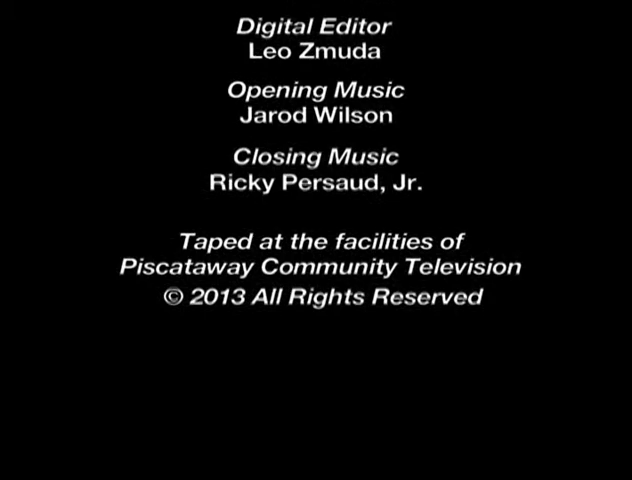 Digital Editor
Leo Zmuda
Opening Music
Jarod Wilson
Closing Music
Ricky Persaud, Jr.
Taped at the facilities of
Piscataway Community Television
© 2013 All Rights Reserved